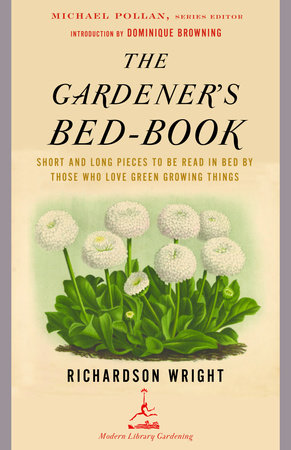 MICHAEL POLLAN, SERIES EDITOR
INTRODUCTION BY DOMINIQUE BROWNING
THE
GARDENER'S
BED-BOOK
SHORT AND LONG PIECES TO BE READ IN BED BY
THOSE WHO LOVE GREEN GROWING THINGS
RICHARDSON WRIGHT
Modern Library Gardening